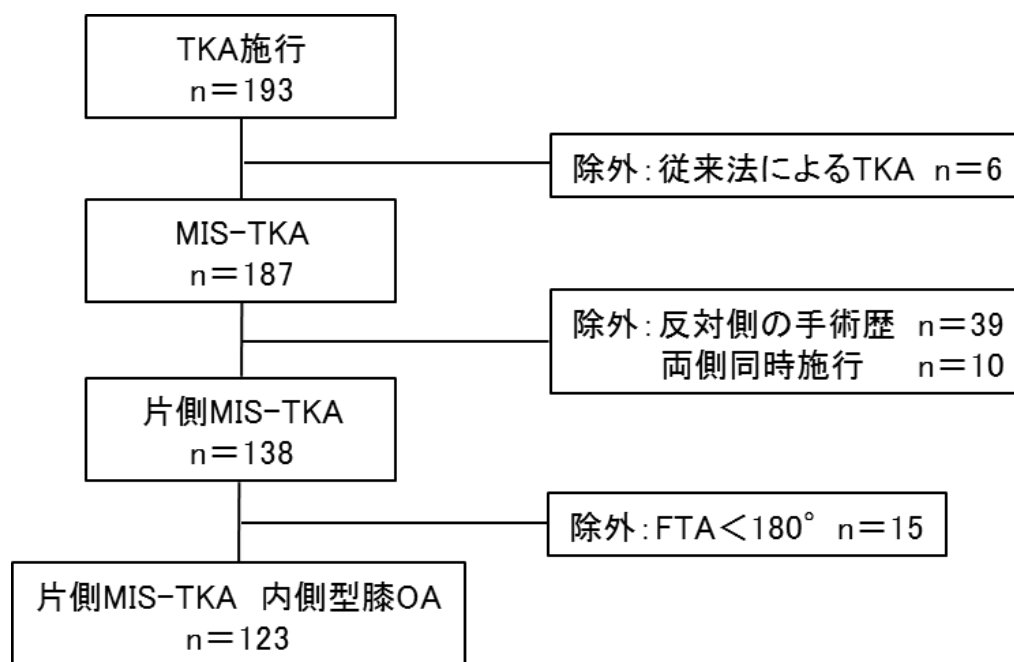 TKA施行
n=193
除外:従来法によるTKA n=6
MIS-TKA
n=187
除外:反対側の手術歴 n=39
両側同時施行 n=10
片側MIS-TKA
n=138
除外:FTA<180° n=15
片側MIS-TKA 内側型膝OA
n=123